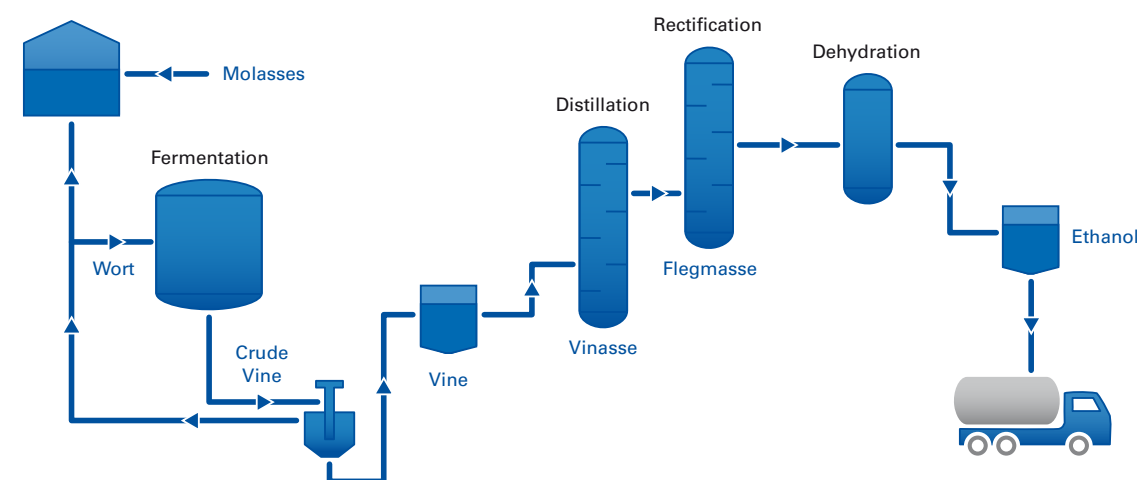 Molasses
Fermentation
Wort
Crude
Vine
Vine
Distillation
Vinasse
Rectification
Flegmasse
Dehydration
Ethanol